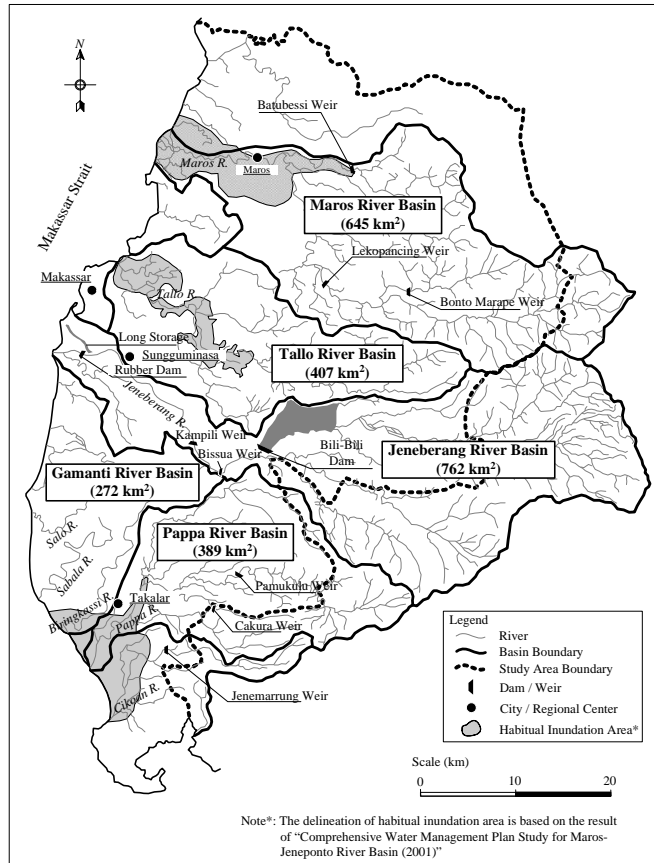 N
Batubessi Weir
Maros R.
Maros
Makassar Strait
Maros River Basin
(645 km²)
Lekopancing Weir
Makassar
Bonto Marape Weir
Tallo R.
Long Storage
Sungguminasa
Rubber Dam
Tallo River Basin
(407 km²)
Jeneberang R.
Kampili Weir
Bili-Bili
Dam
Bissua Weir
Jeneberang River Basin
(762 km²)
Gamanti River Basin
(272 km²)
Salo R.
Sabala R.
Pappa River Basin
(389 km²)
Pamukulu Weir
Takalar
Biringkassi R.
Pappa R.
Cakura Weir
Jenemarrung Weir
Cikoan R.
Legend
River
Basin Boundary
Study Area Boundary
Dam / Weir
City / Regional Center
Habitual Inundation Area*
Scale (km)
0 10 20
Note*: The delineation of habitual inundation area is based on the result
of “Comprehensive Water Management Plan Study for Maros-
Jeneponto River Basin (2001)”